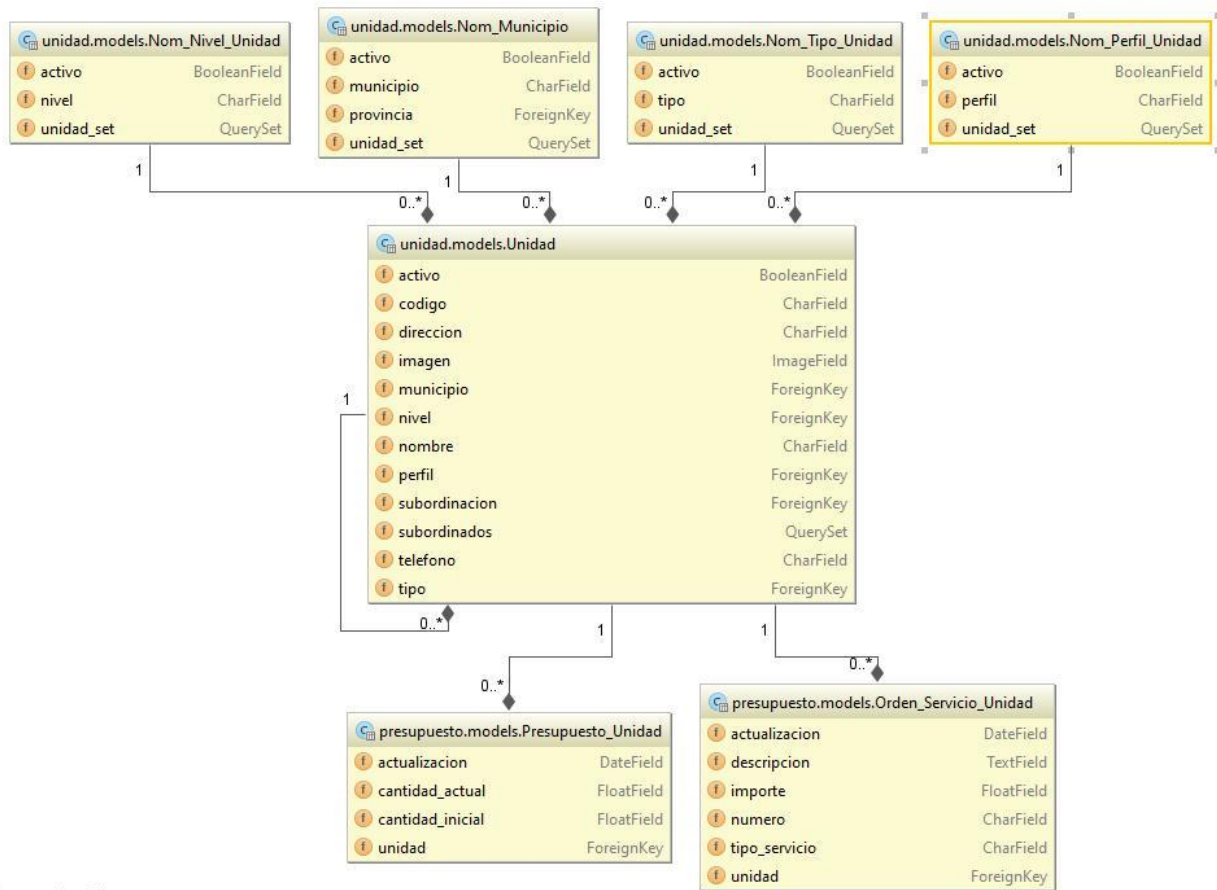 unidad.models.Nom_Nivel_Unidad
activo BooleanField
nivel CharField
unidad_set QuerySet
unidad.models.Nom_Municipio
activo BooleanField
municipio CharField
provincia ForeignKey
unidad_set QuerySet
unidad.models.Nom_Tipo_Unidad
activo BooleanField
tipo CharField
unidad_set QuerySet
unidad.models.Nom_Perfil_Unidad
activo BooleanField
perfil CharField
unidad_set QuerySet
1
1
1
1
0..*
0..*
0..*
0..*
unidad.models.Unidad
activo BooleanField
codigo CharField
direccion CharField
imagen ImageField
municipio ForeignKey
nivel ForeignKey
nombre CharField
perfil ForeignKey
subordinacion ForeignKey
subordinados QuerySet
telefono CharField
tipo ForeignKey
1
0..*
1
1
0..*
0..*
presupuesto.models.Presupuesto_Unidad
actualizacion DateField
cantidad_actual FloatField
cantidad_inicial FloatField
unidad ForeignKey
presupuesto.models.Orden_Servicio_Unidad
actualizacion DateField
descripcion TextField
importe FloatField
numero CharField
tipo_servicio CharField
unidad ForeignKey